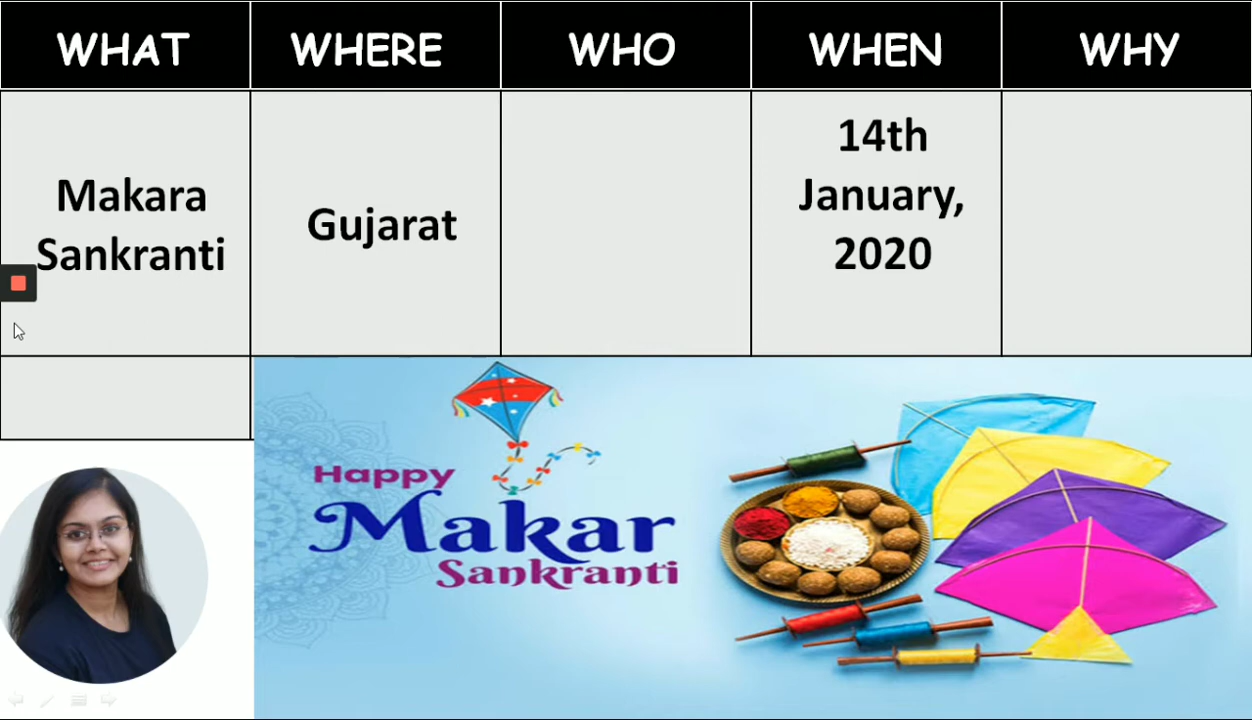 WHAT WHERE WHO WHEN WHY
Makara
Sankranti
Gujarat
14th
January,
2020
Happy
Makar
Sankranti